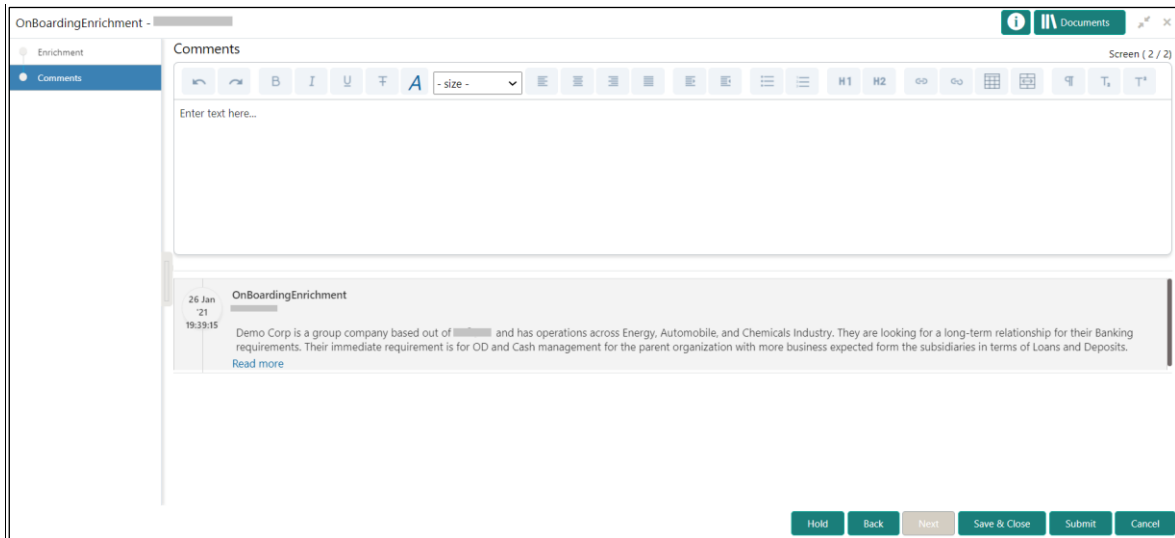 OnBoardingEnrichment -
Documents
Enrichment
Comments
Comments
Screen ( 2 / 2)
B I U T A - size - H1 H2 ¶ Ts Ts
Enter text here...
26 Jan
'21
19:39:15
OnBoardingEnrichment
Demo Corp is a group company based out of and has operations across Energy, Automobile, and Chemicals Industry. They are looking for a long-term relationship for their Banking
requirements. Their immediate requirement is for OD and Cash management for the parent organization with more business expected form the subsidiaries in terms of Loans and Deposits.
Read more
Hold Back Next Save & Close Submit Cancel